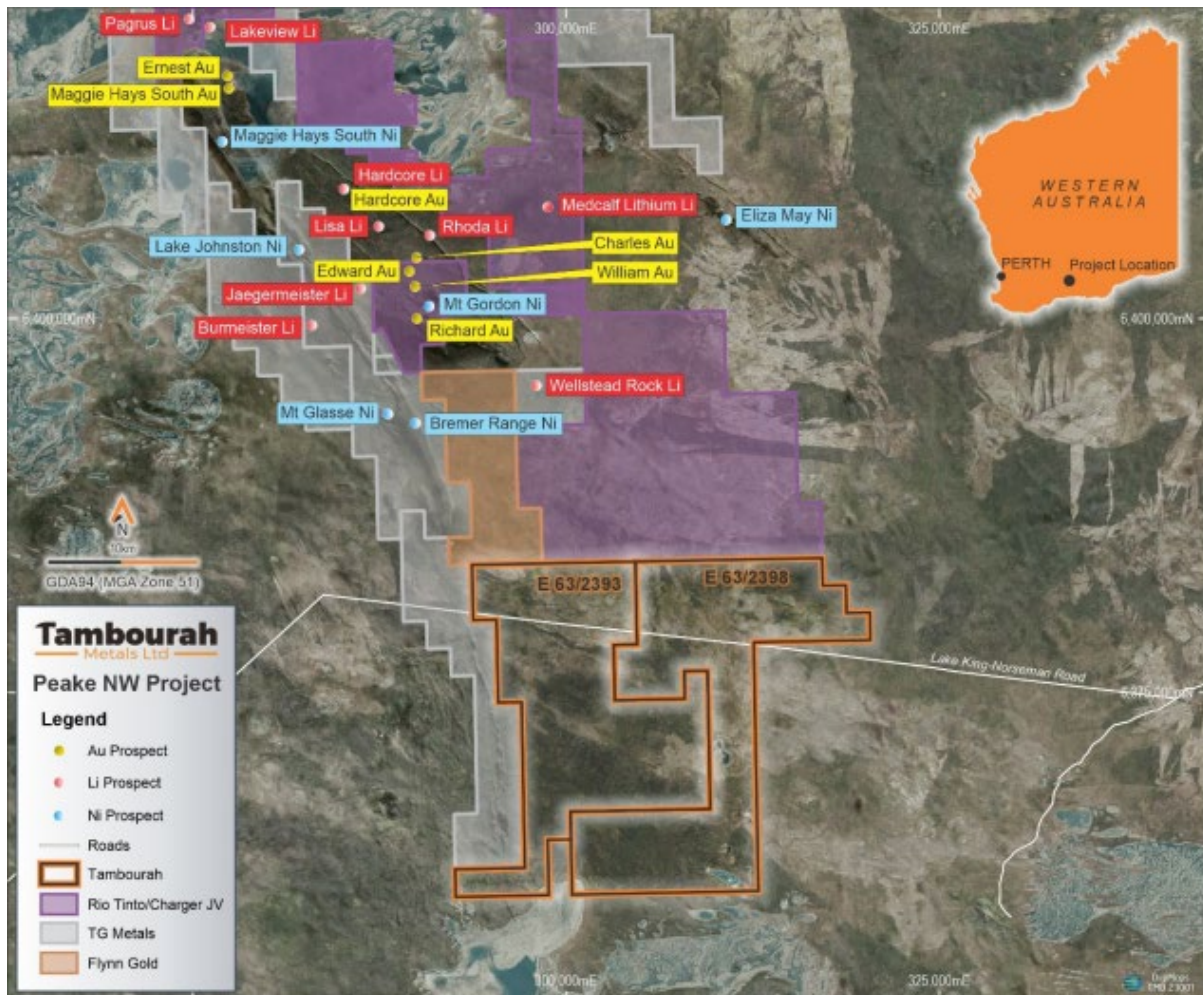 Pagrus Li
Lakeview Li
300,000mE
325,000mE
Ernest Au
Maggie Hays South Au
Maggie Hays South Ni
Hardcore Li
Hardcore Au
Medcalf Lithium Li
Eliza May Ni
Lisa Li
Rhoda Li
Lake Johnston Ni
Charles Au
Edward Au
William Au
Jaegermeister Li
Mt Gordon Ni
6,400,000mN
Burmeister Li
Richard Au
6,400,000mN
WESTERN
AUSTRALIA
PERTH
Project Location
Wellstead Rock Li
Mt Glasse Ni
Bremer Range Ni
N
10km
GDA94 (MGA Zone 51)
E 63/2393
E 63/2398
Lake King-Norseman Road
6,375,000mN
Tambourah
Metals Ltd
Peake NW Project
Legend
Au Prospect
Li Prospect
Ni Prospect
Roads
Tambourah
Rio Tinto/Charger JV
TG Metals
Flynn Gold
300,000mE
325,000mE